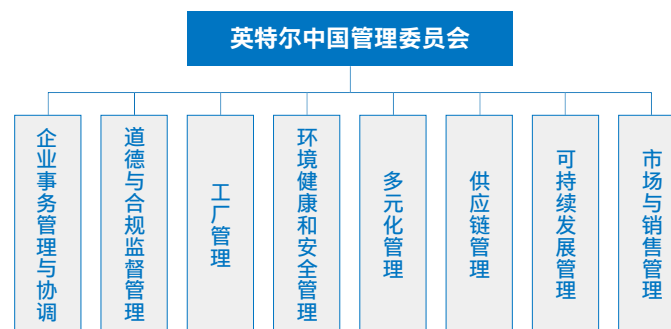 英特尔中国管理委员会
企业事务管理与协调
道德与合规监督管理
工厂管理
环境健康和安全管理
多元化管理
供应链管理
可持续发展管理
市场与销售管理